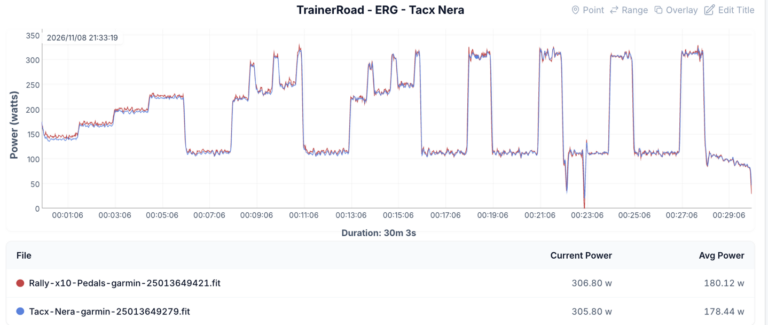 TrainerRoad - ERG - Tacx Nera
Point Range Overlay Edit Title
2026/11/08 21:33:19
Power (watts)
350
300
250
200
150
100
50
0
00:01:06 00:03:06 00:05:06 00:07:06 00:09:06 00:11:06 00:13:06 00:15:06 00:17:06 00:19:06 00:21:06 00:23:06 00:25:06 00:27:06 00:29:06
Duration: 30m 3s
File Current Power Avg Power
Rally-x10-Pedals-garmin-25013649421.fit 306.80 w 180.12 w
Tacx-Nera-garmin-25013649279.fit 305.80 w 178.44 w